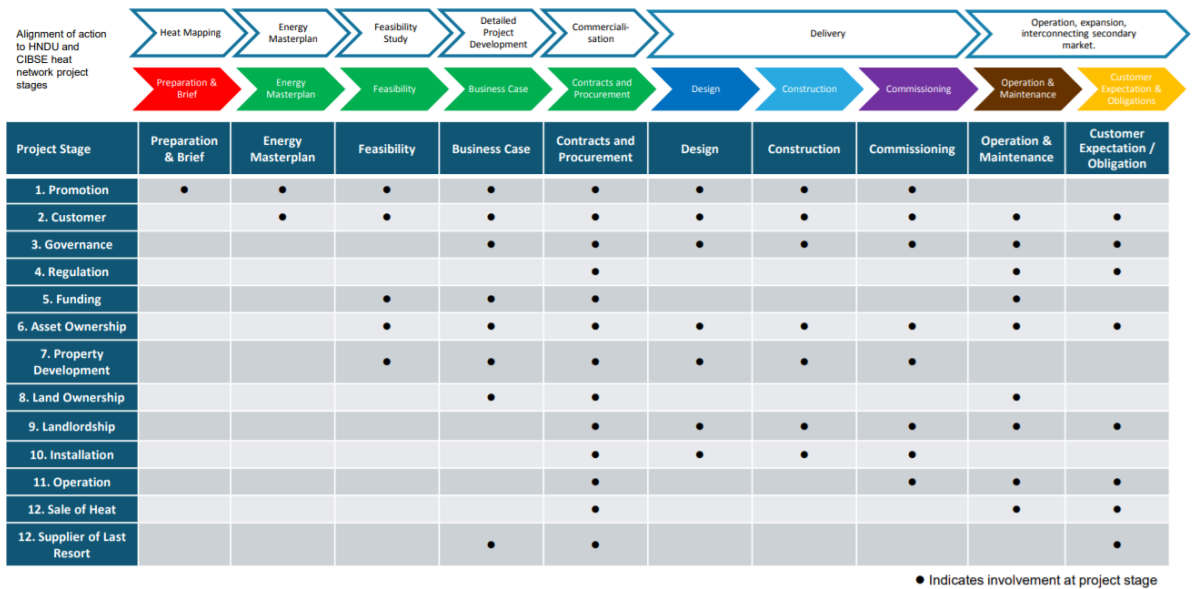 Alignment of action
to HNDU and
CIBSE heat
network project
stages
Heat Mapping
Energy
Masterplan
Feasibility
Study
Detailed
Project
Development
Commerciali-
sation
Delivery
Operation, expansion,
interconnecting secondary
market.
Preparation &
Brief
Energy
Masterplan
Feasibility
Business Case
Contracts and
Procurement
Design
Construction
Commissioning
Operation &
Maintenance
Customer
Expectation &
Obligations
Project Stage
Preparation
& Brief
Energy
Masterplan
Feasibility
Business Case
Contracts and
Procurement
Design
Construction
Commissioning
Operation &
Maintenance
Customer
Expectation /
Obligation
1. Promotion
2. Customer
3. Governance
4. Regulation
5. Funding
6. Asset Ownership
7. Property
Development
8. Land Ownership
9. Landlordship
10. Installation
11. Operation
12. Sale of Heat
12. Supplier of Last
Resort
● Indicates involvement at project stage